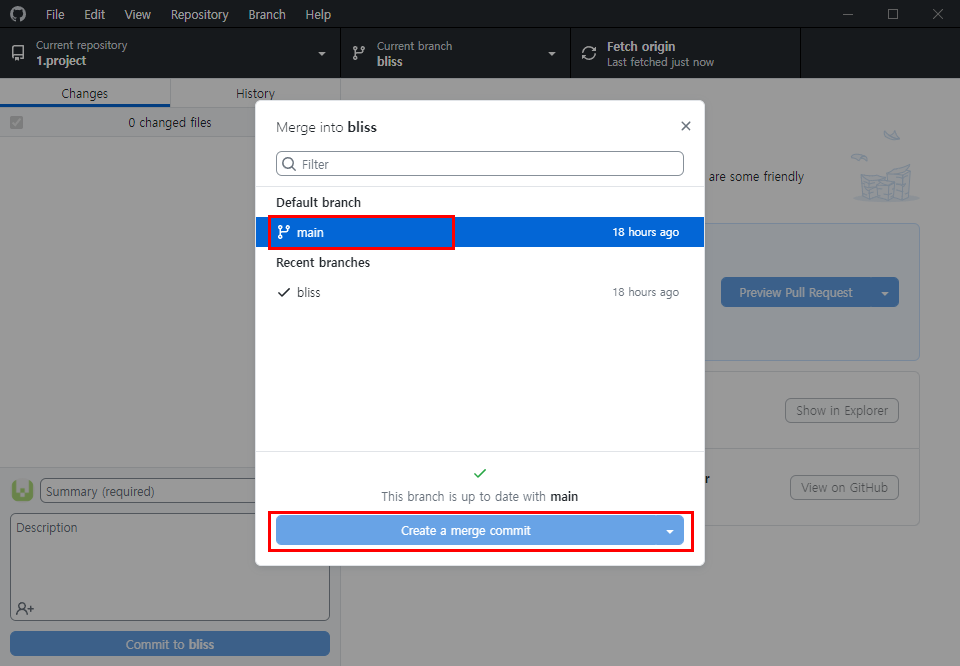 File Edit View Repository Branch Help
Current repository
1.project
Current branch
bliss
Fetch origin
Last fetched just now
Changes
History
0 changed files
Merge into bliss
Filter
are some friendly
Default branch
main
18 hours ago
Recent branches
bliss
18 hours ago
Preview Pull Request
Show in Explorer
r
View on GitHub
This branch is up to date with main
Create a merge commit
Summary (required)
Description
Commit to bliss